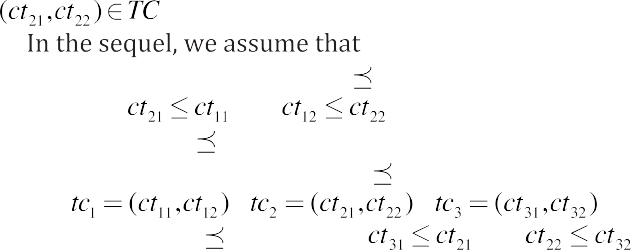 (ct₂₁,ct₂₂)∈TC
In the sequel, we assume that
⪯
ct₂₁ ≤ ct₁₁ ct₁₂ ≤ ct₂₂
⪯
⪯
tc₁ = (ct₁₁,ct₁₂) tc₂ = (ct₂₁,ct₂₂) tc₃ = (ct₃₁,ct₃₂)
⪯ ct₃₁ ≤ ct₂₁ ct₂₂ ≤ ct₃₂